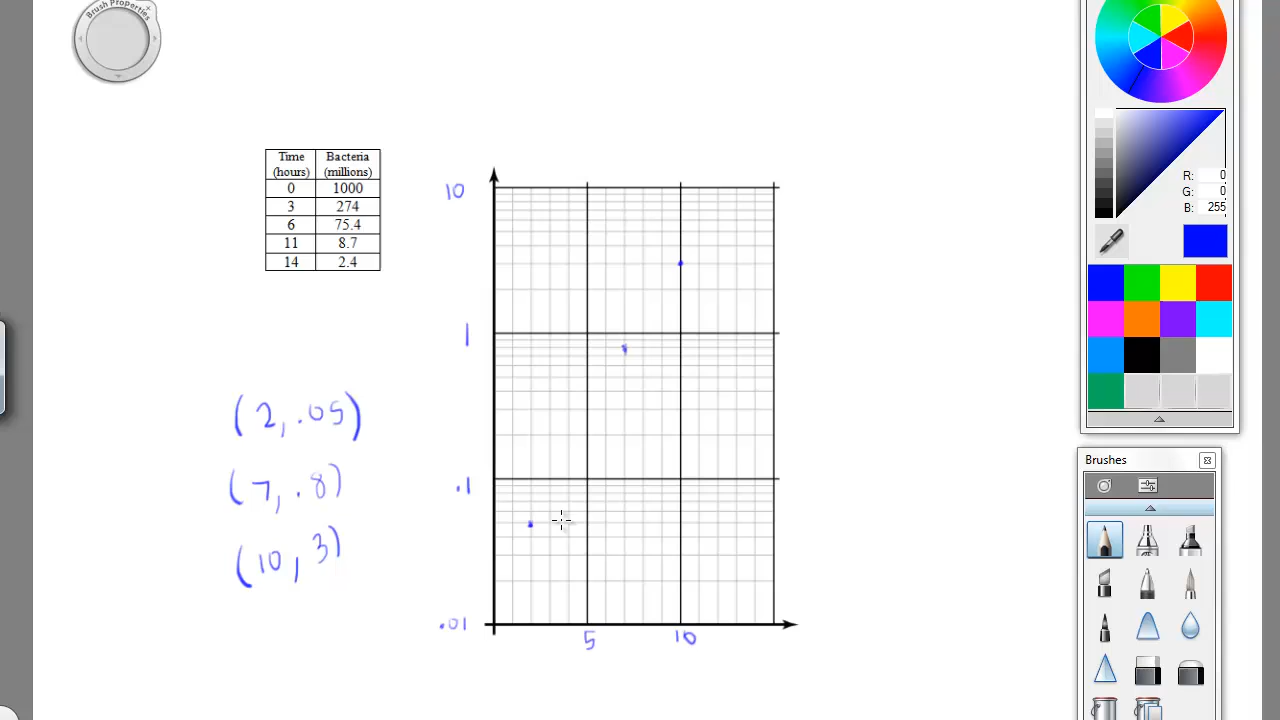 Brush Properties
Time (hours) Bacteria (millions)
0 1000
3 274
6 75.4
11 8.7
14 2.4
10
1
.1
.01
5 10
(2, .05)
(7, .8)
(10, 3)
R: 0
G: 0
B: 255
Brushes